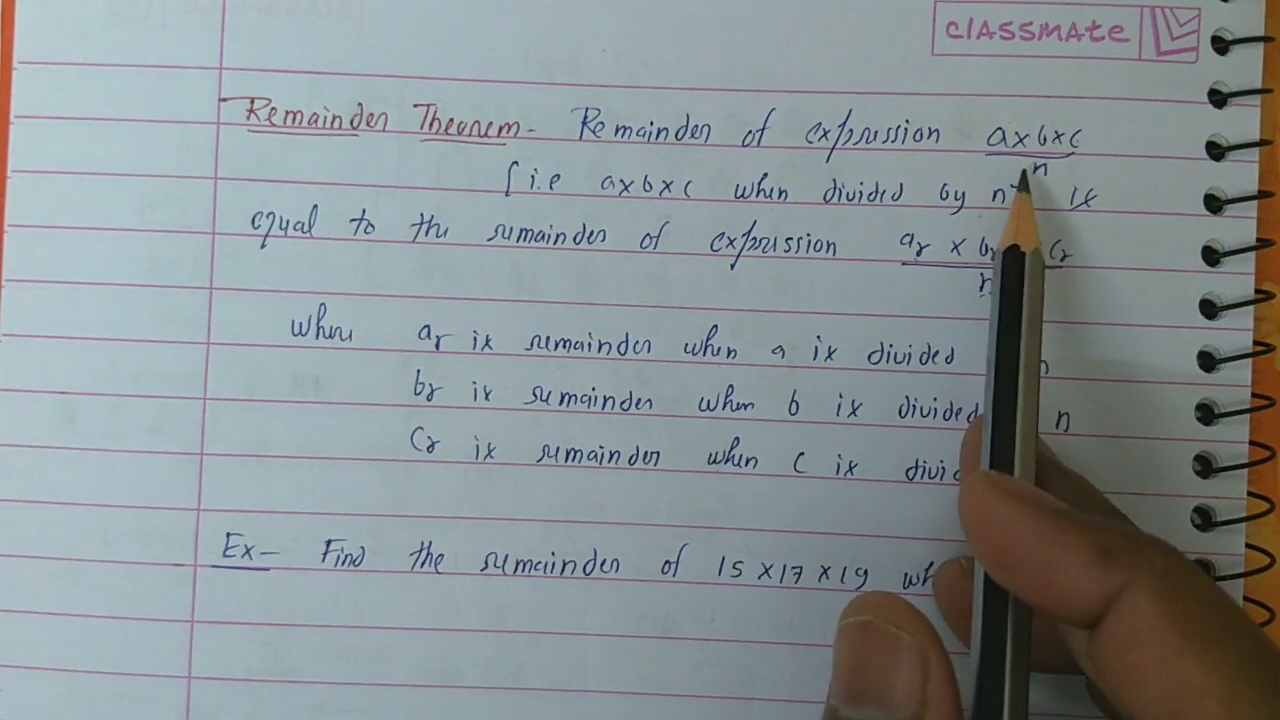 classmate
Remainder Theorem- Remainder of expression a×b×c/n
[i.e a×b×c when divided by n] is
equal to the remainder of expression ar × br cr
where ar is remainder when a is divided n
br is remainder when b is divided n
Cr is remainder when C is
Ex- Find the remainder of 15×17×19